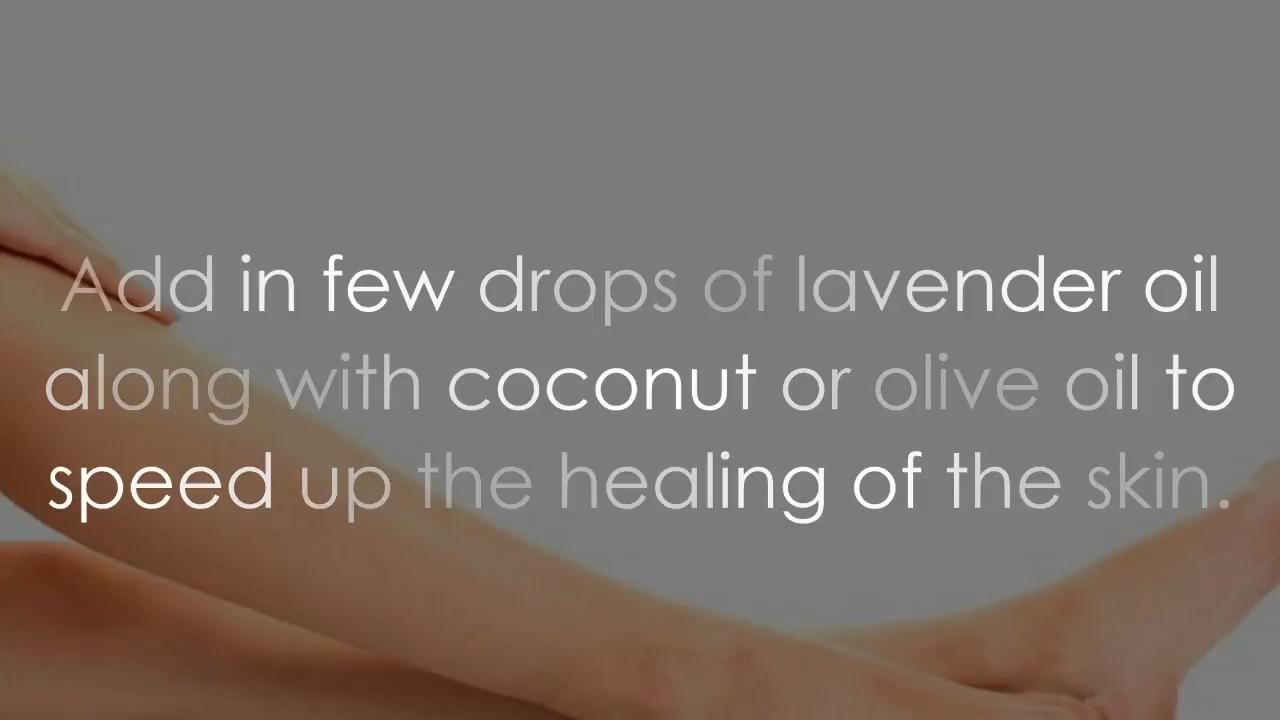 Add in few drops of lavender oil
along with coconut or olive oil to
speed up the healing of the skin.